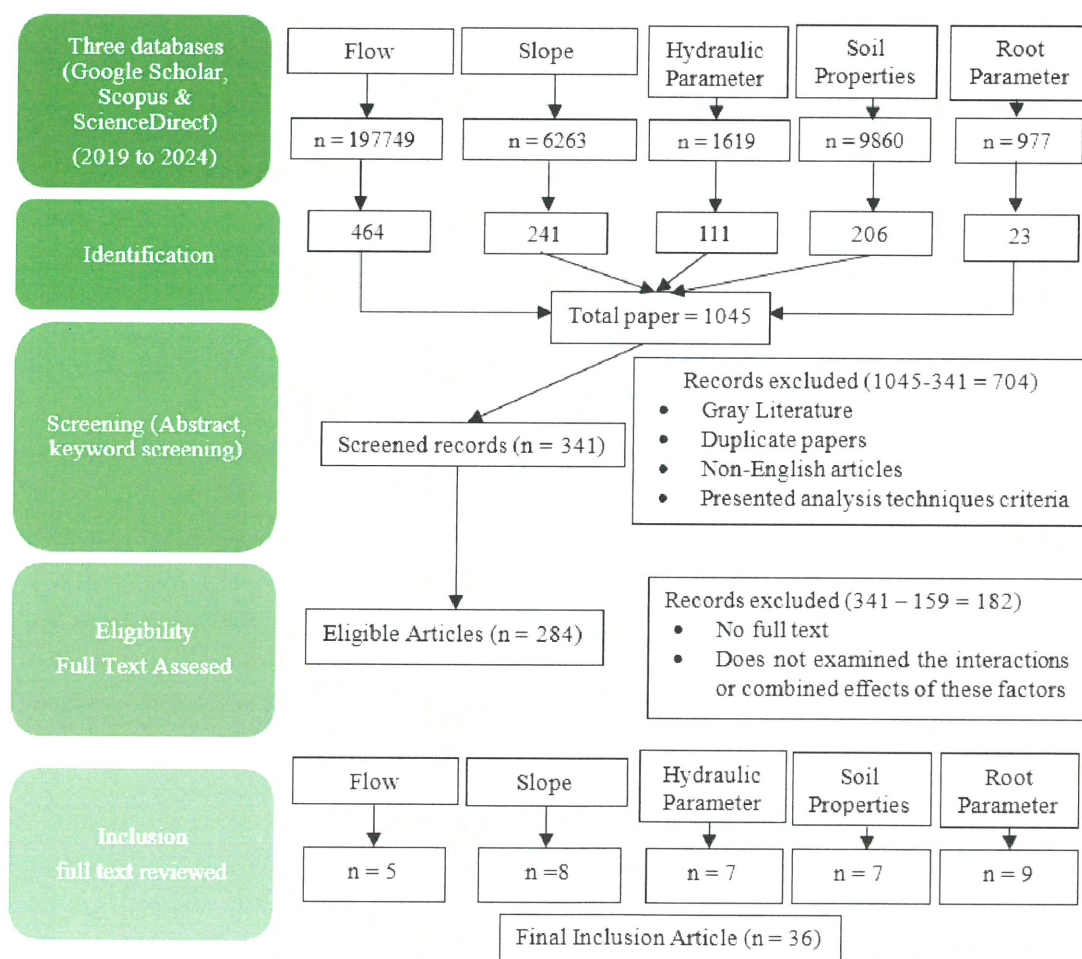 Three databases
(Google Scholar,
Scopus &
ScienceDirect)
(2019 to 2024)
Flow
Slope
Hydraulic
Parameter
Soil
Properties
Root
Parameter
n = 197749
n = 6263
n = 1619
n = 9860
n = 977
Identification
464
241
111
206
23
Total paper = 1045
Screening (Abstract,
keyword screening)
Screened records (n = 341)
Records excluded (1045-341 = 704)
• Gray Literature
• Duplicate papers
• Non-English articles
• Presented analysis techniques criteria
Eligibility
Full Text Assesed
Eligible Articles (n = 284)
Records excluded (341 – 159 = 182)
• No full text
• Does not examined the interactions
or combined effects of these factors
Inclusion
full text reviewed
Flow
Slope
Hydraulic
Parameter
Soil
Properties
Root
Parameter
n = 5
n =8
n = 7
n = 7
n = 9
Final Inclusion Article (n = 36)